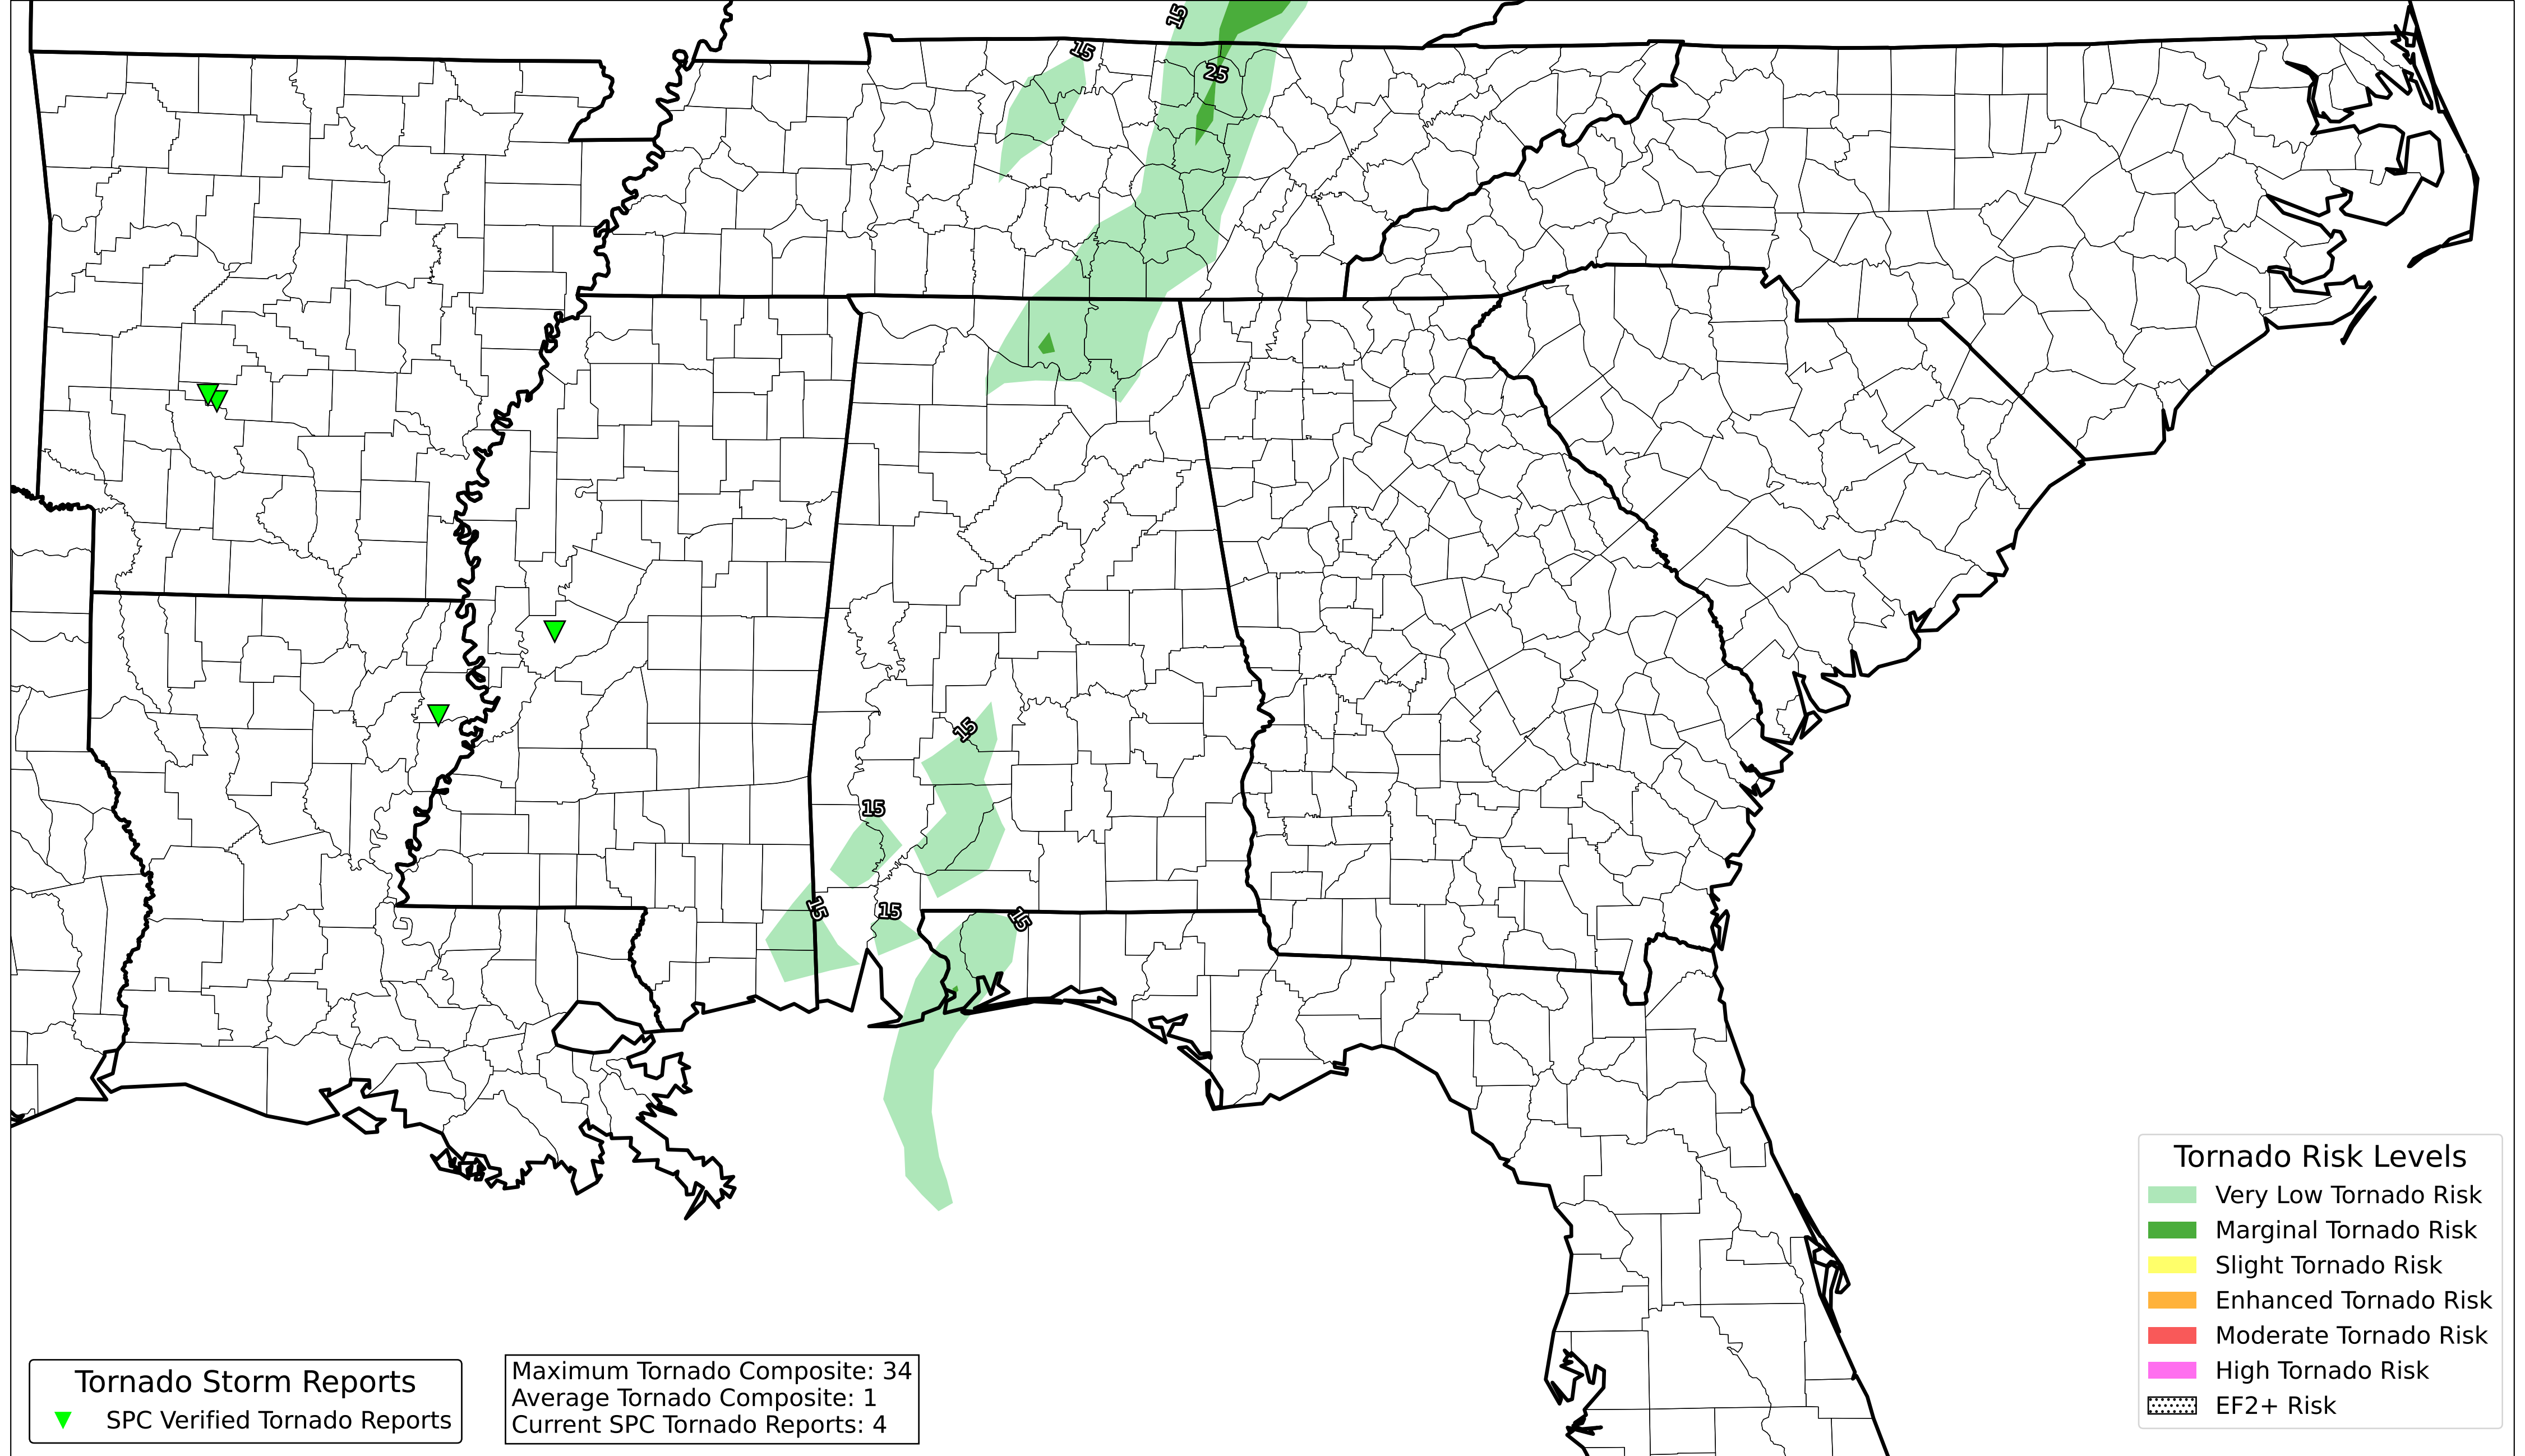 15
15
25
15
15
15
15
15
Tornado Risk Levels
Very Low Tornado Risk
Marginal Tornado Risk
Slight Tornado Risk
Enhanced Tornado Risk
Moderate Tornado Risk
High Tornado Risk
EF2+ Risk
Tornado Storm Reports
SPC Verified Tornado Reports
Maximum Tornado Composite: 34
Average Tornado Composite: 1
Current SPC Tornado Reports: 4